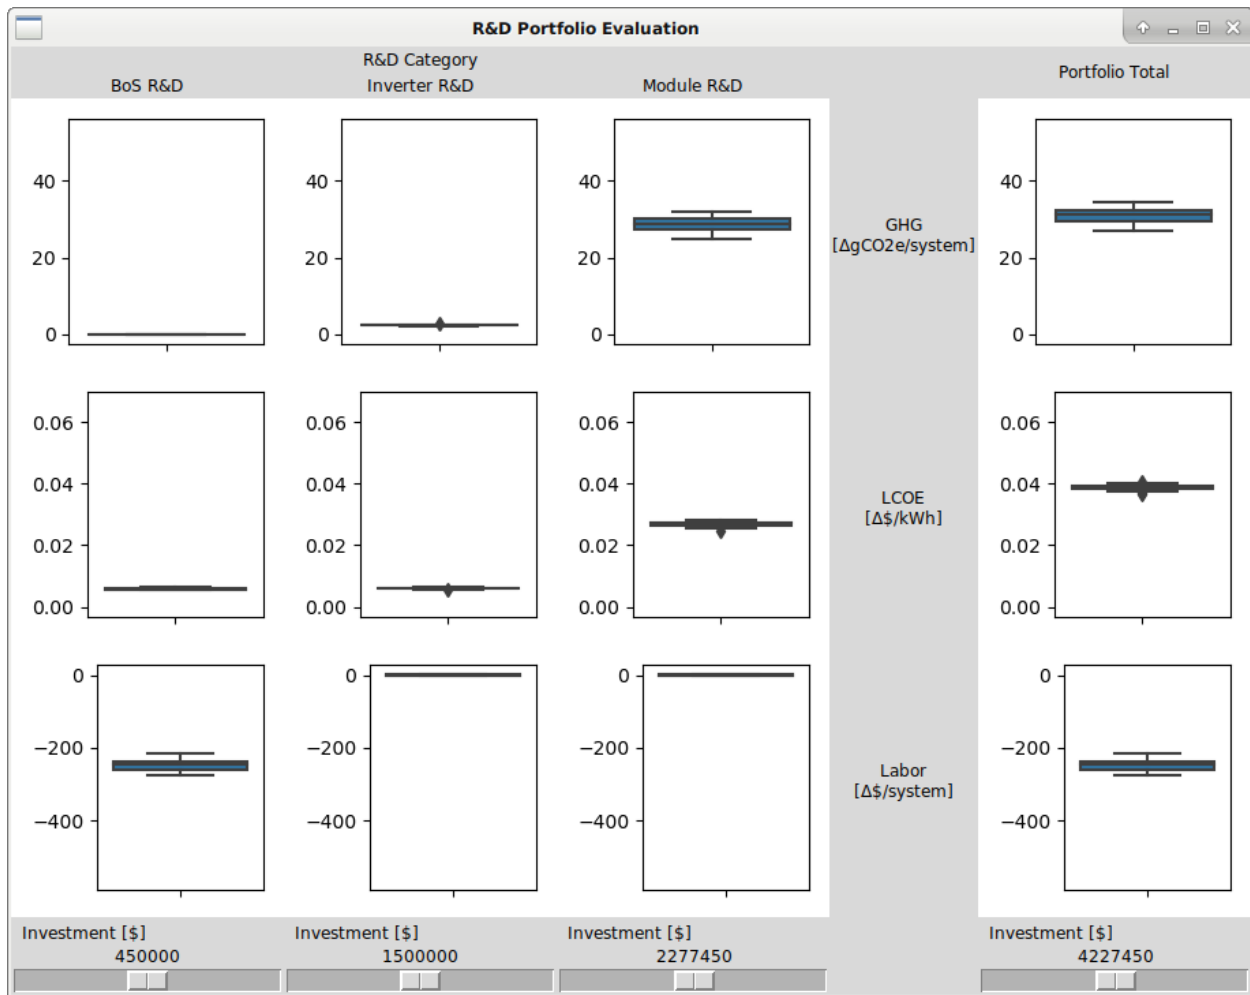 R&D Portfolio Evaluation
R&D Category
BoS R&D
Inverter R&D
Module R&D
Portfolio Total
40
20
0
40
20
0
40
20
0
GHG
[ΔgCO2e/system]
40
20
0
0.06
0.04
0.02
0.00
0.06
0.04
0.02
0.00
0.06
0.04
0.02
0.00
LCOE
[Δ$/kWh]
0.06
0.04
0.02
0.00
0
−200
−400
0
−200
−400
0
−200
−400
Labor
[Δ$/system]
0
−200
−400
Investment [$]
450000
Investment [$]
1500000
Investment [$]
2277450
Investment [$]
4227450